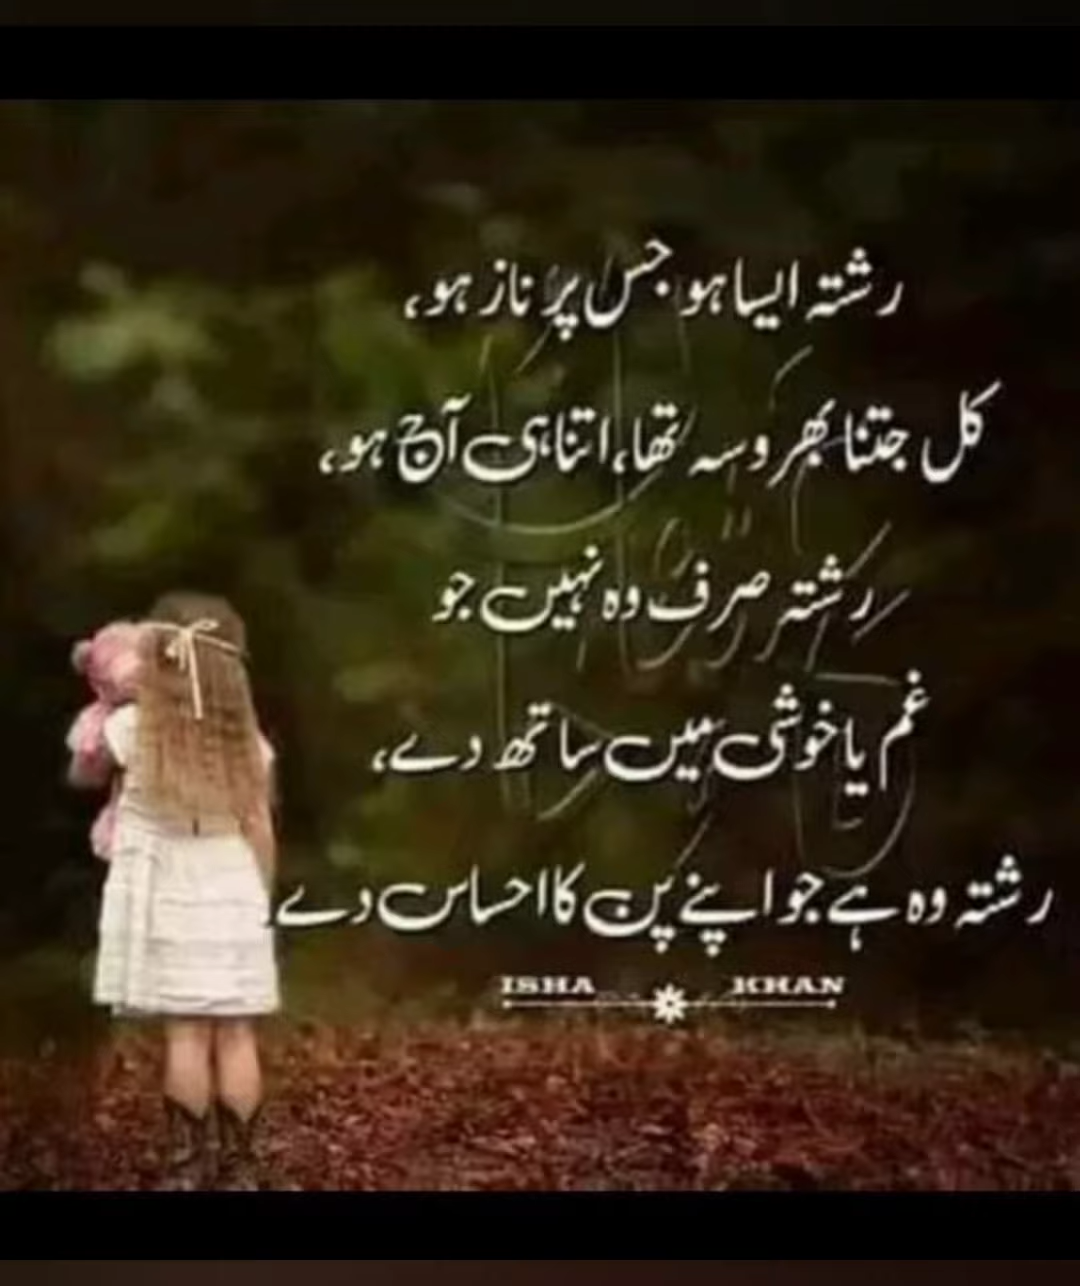 رشتہ ایسا ہو جس پر ناز ہو،
کل جتنا بھروسہ تھا، اتنا ہی آج ہو،
رشتہ صرف وہ نہیں جو
غم یا خوشی میں ساتھ دے،
رشتہ وہ ہے جو اپنے پن کا احساس دے
ISHA KHAN